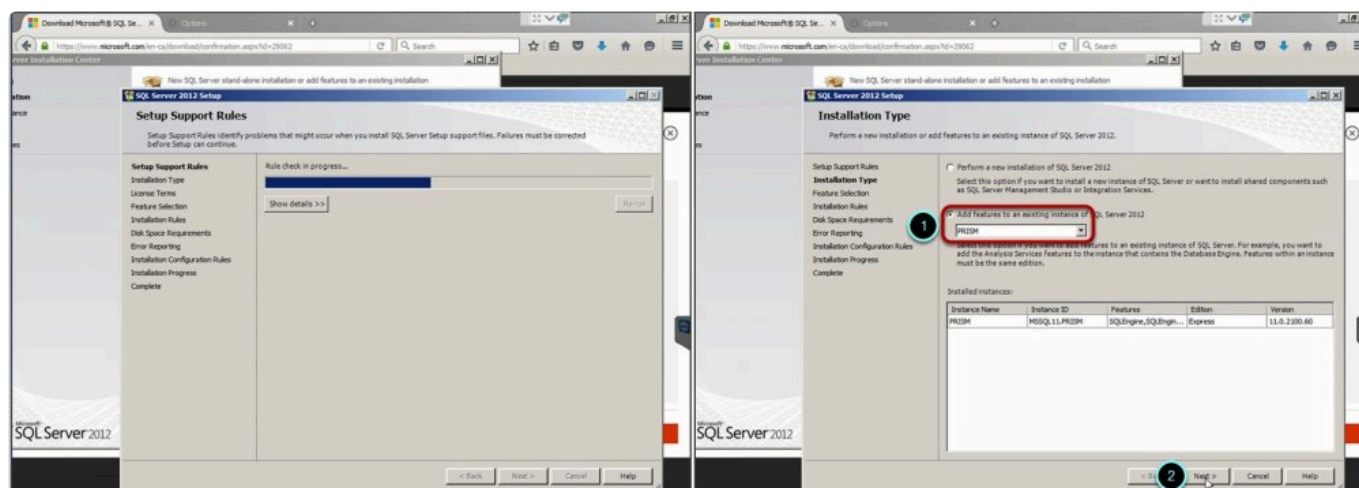 Download Microsoft® SQL Se...
Options
https://www.microsoft.com/en-ca/download/confirmation.aspx?id=29062
Search
ver Installation Center
New SQL Server stand-alone installation or add features to an existing installation
SQL Server 2012 Setup
Setup Support Rules
Setup Support Rules identify problems that might occur when you install SQL Server Setup support files. Failures must be corrected
before Setup can continue.
Setup Support Rules
Installation Type
License Terms
Feature Selection
Installation Rules
Disk Space Requirements
Error Reporting
Installation Configuration Rules
Installation Progress
Complete
Rule check in progress...
Show details >>
Re-run
Microsoft®
SQL Server 2012
< Back
Next >
Cancel
Help
Download Microsoft® SQL Se...
Options
https://www.microsoft.com/en-ca/download/confirmation.aspx?id=29062
Search
ver Installation Center
New SQL Server stand-alone installation or add features to an existing installation
SQL Server 2012 Setup
Installation Type
Perform a new installation or add features to an existing instance of SQL Server 2012.
Setup Support Rules
Installation Type
Feature Selection
Installation Rules
Disk Space Requirements
Error Reporting
Installation Configuration Rules
Installation Progress
Complete
Perform a new installation of SQL Server 2012
Select this option if you want to install a new instance of SQL Server or want to install shared components such
as SQL Server Management Studio or Integration Services.
1
Add features to an existing instance of SQL Server 2012
PRISM
Select this option if you want to add features to an existing instance of SQL Server. For example, you want to
add the Analysis Services features to the instance that contains the Database Engine. Features within an instance
must be the same edition.
Installed instances:
Instance Name Instance ID Features Edition Version
PRISM MSSQL11.PRISM SQLEngine,SQLEngin... Express 11.0.2100.60
Microsoft®
SQL Server 2012
2
Next >
Cancel
Help